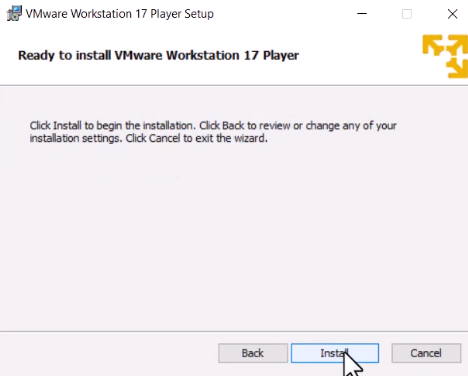 VMware Workstation 17 Player Setup
Ready to install VMware Workstation 17 Player
Click Install to begin the installation. Click Back to review or change any of your
installation settings. Click Cancel to exit the wizard.
Back Install Cancel